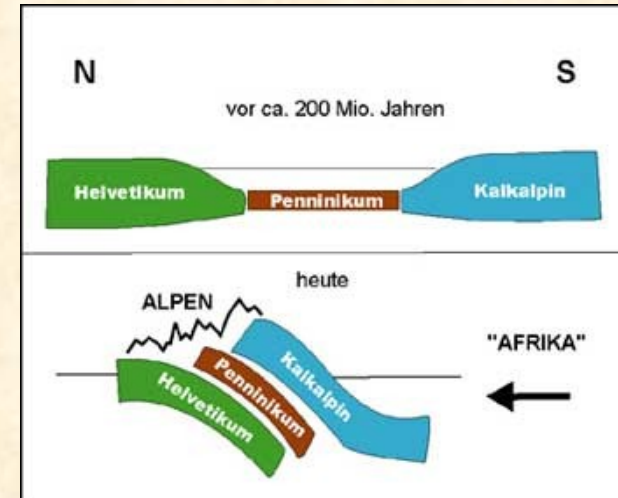 N
S
vor ca. 200 Mio. Jahren
Helvetikum
Penninikum
Kalkalpin
heute
ALPEN
"AFRIKA"
Kalkalpin
Penninikum
Helvetikum